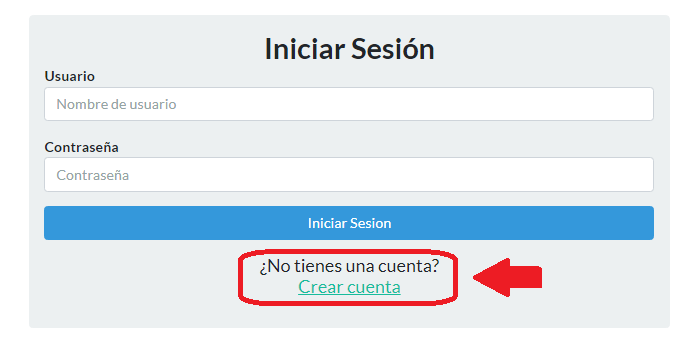 Iniciar Sesión
Usuario
Nombre de usuario
Contraseña
Contraseña
Iniciar Sesion
¿No tienes una cuenta?
Crear cuenta